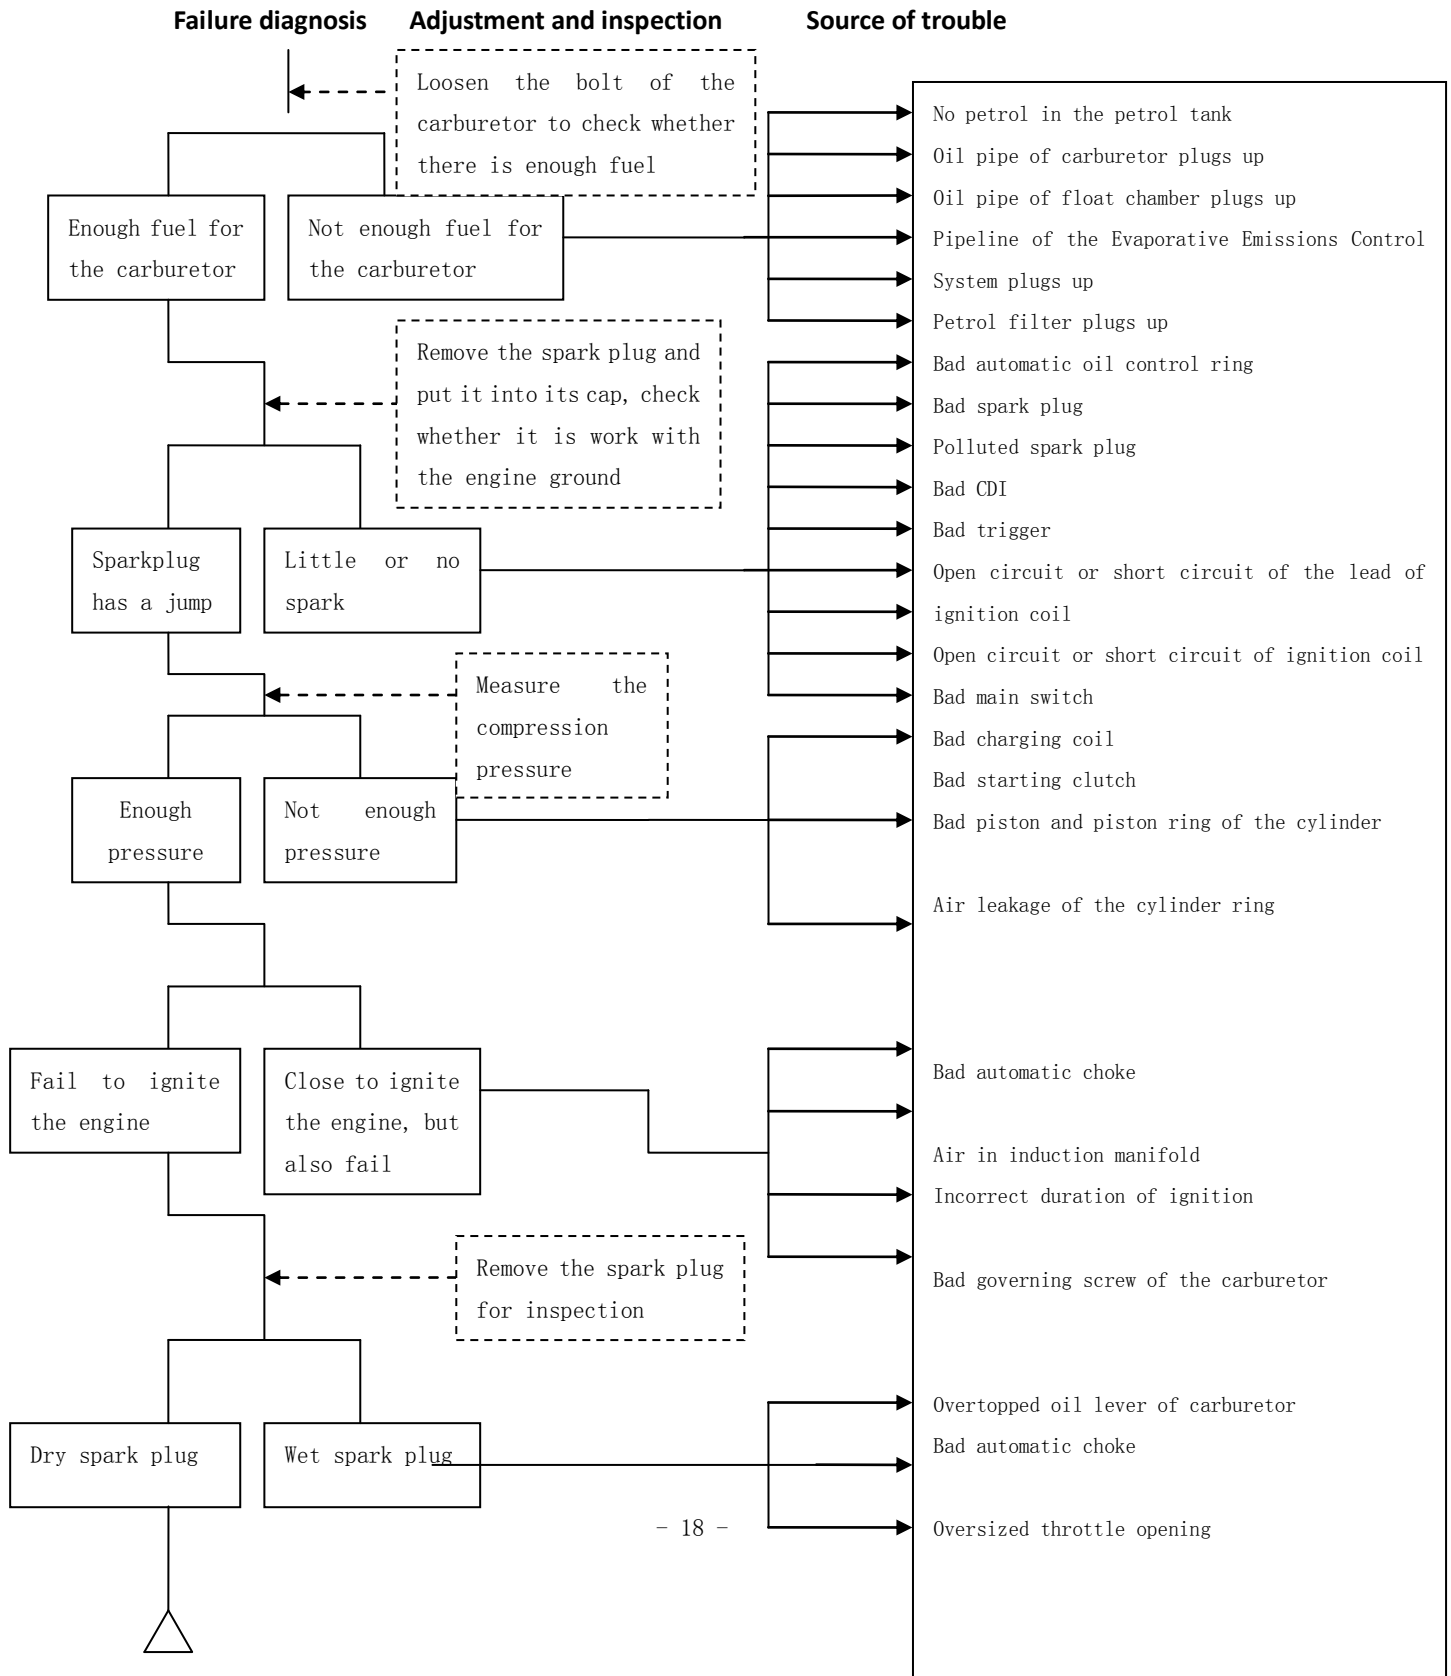 Failure diagnosis Adjustment and inspection Source of trouble
Loosen the bolt of the
carburetor to check whether
there is enough fuel
Enough fuel for
the carburetor
Not enough fuel for
the carburetor
Remove the spark plug and
put it into its cap, check
whether it is work with
the engine ground
Sparkplug
has a jump
Little or no
spark
Measure the
compression
pressure
Enough
pressure
Not enough
pressure
Fail to ignite
the engine
Close to ignite
the engine, but
also fail
Remove the spark plug
for inspection
Dry spark plug
Wet spark plug
No petrol in the petrol tank
Oil pipe of carburetor plugs up
Oil pipe of float chamber plugs up
Pipeline of the Evaporative Emissions Control
System plugs up
Petrol filter plugs up
Bad automatic oil control ring
Bad spark plug
Polluted spark plug
Bad CDI
Bad trigger
Open circuit or short circuit of the lead of
ignition coil
Open circuit or short circuit of ignition coil
Bad main switch
Bad charging coil
Bad starting clutch
Bad piston and piston ring of the cylinder
Air leakage of the cylinder ring
Bad automatic choke
Air in induction manifold
Incorrect duration of ignition
Bad governing screw of the carburetor
Overtopped oil lever of carburetor
Bad automatic choke
Oversized throttle opening
- 18 -